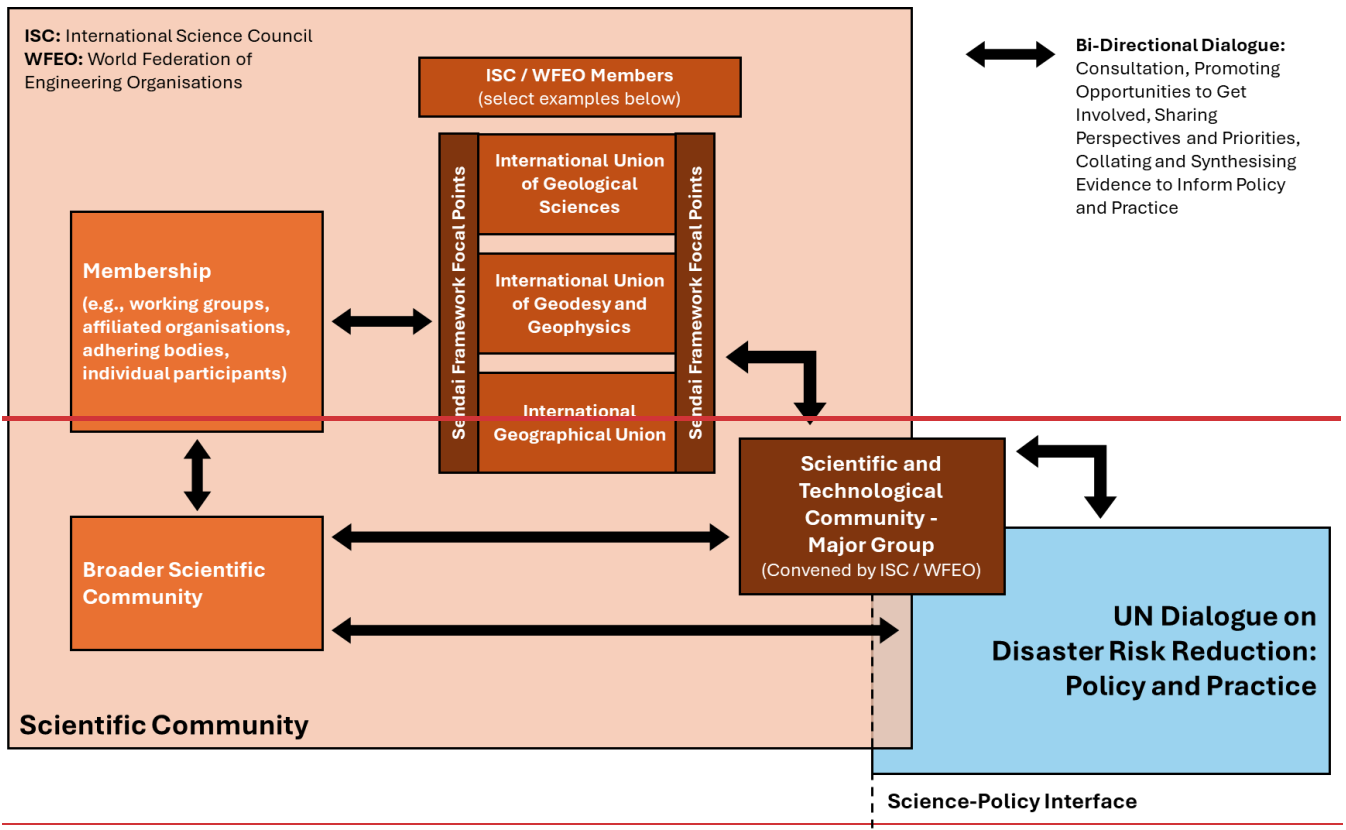 ISC: International Science Council
WFEO: World Federation of
Engineering Organisations
ISC / WFEO Members
(select examples below)
Sendai Framework Focal Points
International Union
of Geological
Sciences
International Union
of Geodesy and
Geophysics
International
Geographical Union
Sendai Framework Focal Points
Bi-Directional Dialogue:
Consultation, Promoting
Opportunities to Get
Involved, Sharing
Perspectives and Priorities,
Collating and Synthesising
Evidence to Inform Policy
and Practice
Membership
(e.g., working groups,
affiliated organisations,
adhering bodies,
individual participants)
Scientific and
Technological
Community -
Major Group
(Convened by ISC / WFEO)
Broader Scientific
Community
UN Dialogue on
Disaster Risk Reduction:
Policy and Practice
Scientific Community
Science-Policy Interface